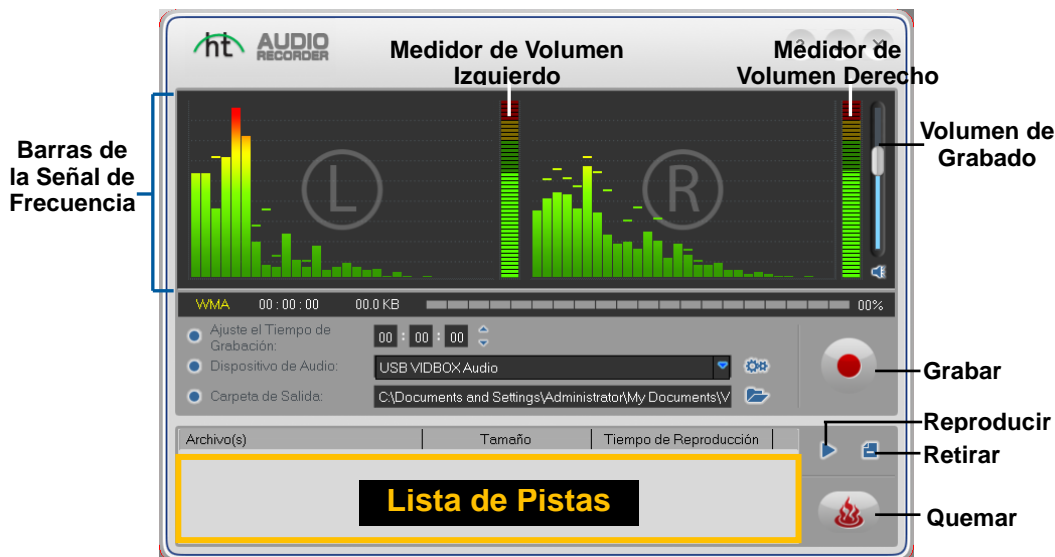 ht AUDIO
RECORDER
Medidor de Volumen
Izquierdo
Medidor de
Volumen Derecho
Barras de
la Señal de
Frecuencia
L
R
Volumen de
Grabado
WMA 00 : 00 : 00 00.0 KB 00%
Ajuste el Tiempo de
Grabación:
00 : 00 : 00
Dispositivo de Audio: USB VIDBOX Audio
Carpeta de Salida: C:\Documents and Settings\Administrator\My Documents\V
Grabar
Archivo(s) Tamaño Tiempo de Reproducción
Reproducir
Retirar
Lista de Pistas
Quemar